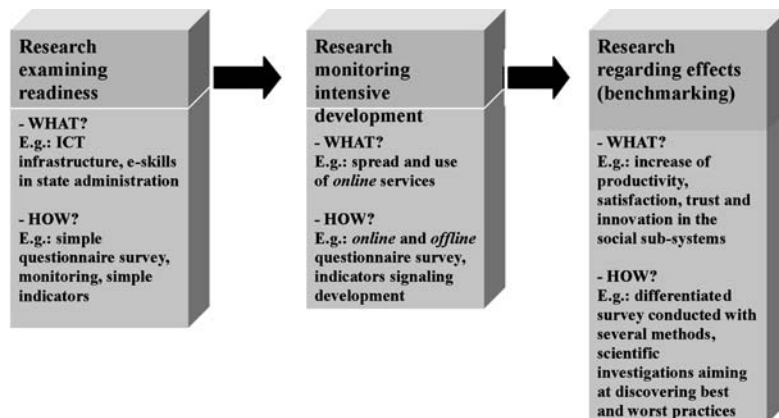 Research
examining
readiness
- WHAT?
E.g.: ICT
infrastructure, e-skills
in state administration
- HOW?
E.g.: simple
questionnaire survey,
monitoring, simple
indicators
Research
monitoring
intensive
development
- WHAT?
E.g.: spread and use
of online services
- HOW?
E.g.: online and offline
questionnaire survey,
indicators signaling
development
Research
regarding effects
(benchmarking)
- WHAT?
E.g.: increase of
productivity,
satisfaction, trust and
innovation in the
social sub-systems
- HOW?
E.g.: differentiated
survey conducted with
several methods,
scientific
investigations aiming
at discovering best
and worst practices